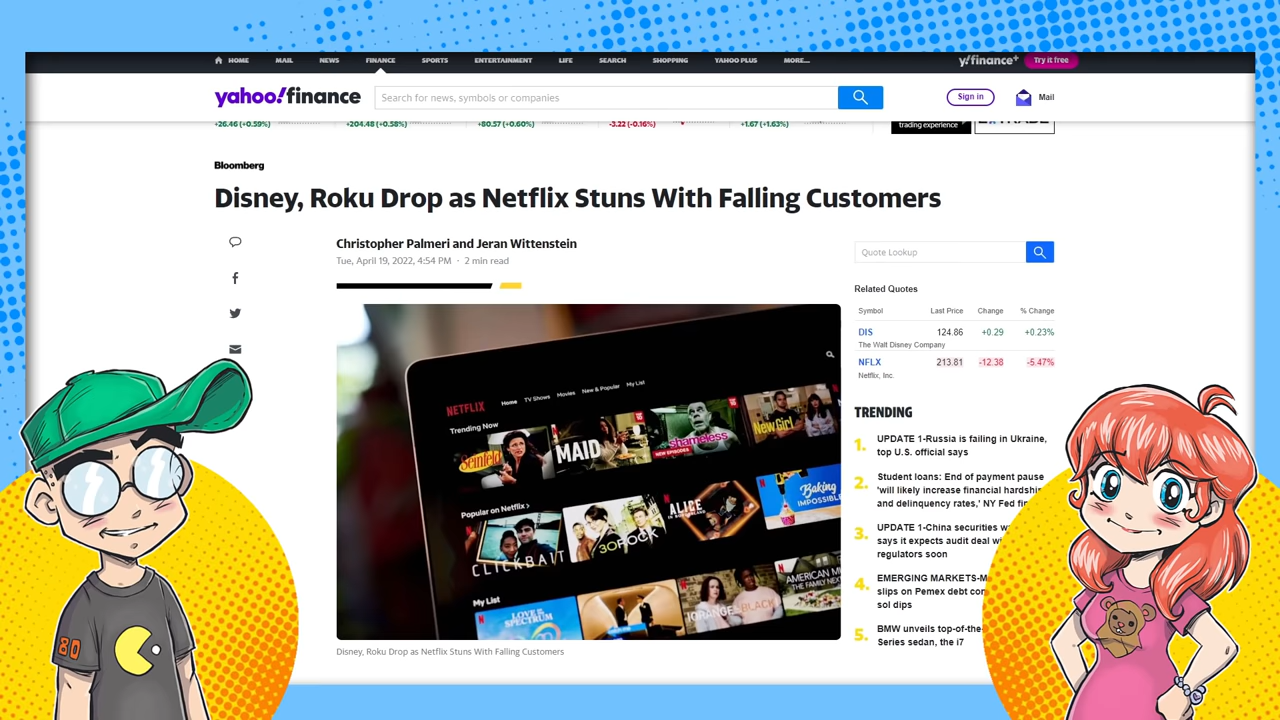 HOME MAIL NEWS FINANCE SPORTS ENTERTAINMENT LIFE SEARCH SHOPPING YAHOO PLUS MORE...
y!finance+ Try it free
yahoo!finance
Search for news, symbols or companies
Sign in
Mail
+26.46 (+0.59%) +204.48 (+0.58%) +80.57 (+0.60%) -3.22 (-0.16%) +1.67 (+1.63%)
trading experience
Bloomberg
Disney, Roku Drop as Netflix Stuns With Falling Customers
Christopher Palmeri and Jeran Wittenstein
Tue, April 19, 2022, 4:54 PM · 2 min read
NETFLIX Home TV Shows Movies New & Popular My List
Trending Now
Seinfeld
MAID
shameless
NEW EPISODES
New Girl
Popular on Netflix >
CLICKBAIT
30 ROCK
ALICE
Baking
IMPOSSIBLE
My List
LOVE
SPECTRUM
ORANGE BLACK
AMERICAN
THE FAMILY
Disney, Roku Drop as Netflix Stuns With Falling Customers
Quote Lookup
Related Quotes
Symbol Last Price Change % Change
DIS 124.86 +0.29 +0.23%
The Walt Disney Company
NFLX 213.81 -12.38 -5.47%
Netflix, Inc.
TRENDING
1. UPDATE 1-Russia is failing in Ukraine,
top U.S. official says
2. Student loans: End of payment pause
'will likely increase financial hardship
and delinquency rates,' NY Fed
3. UPDATE 1-China securities
says it expects audit deal
regulators soon
4. EMERGING MARKETS-
slips on Pemex debt
sol dips
5. BMW unveils top-of-the
Series sedan, the i7
80